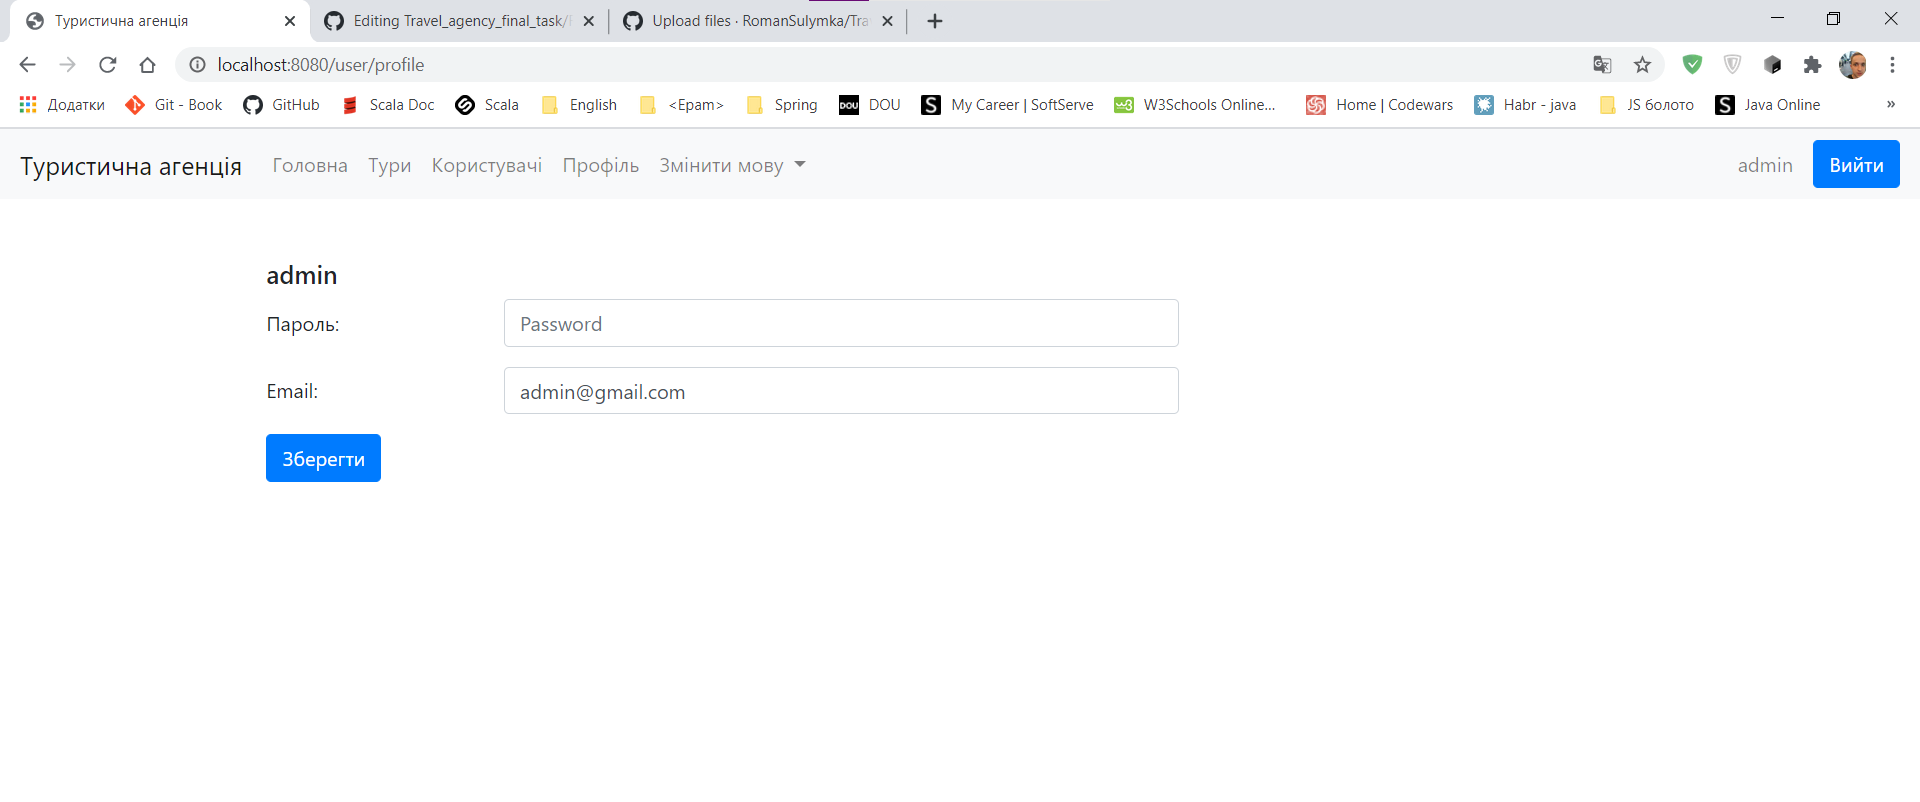 Туристична агенція
Editing Travel_agency_final_task/
Upload files · RomanSulymka/Tra
localhost:8080/user/profile
Додатки Git - Book GitHub Scala Doc Scala English <Epam> Spring DOU DOU My Career | SoftServe W3Schools Online... Home | Codewars Habr - java JS болото Java Online »
Туристична агенція Головна Тури Користувачі Профіль Змінити мову admin Вийти
admin
Пароль: Password
Email: admin@gmail.com
Зберегти